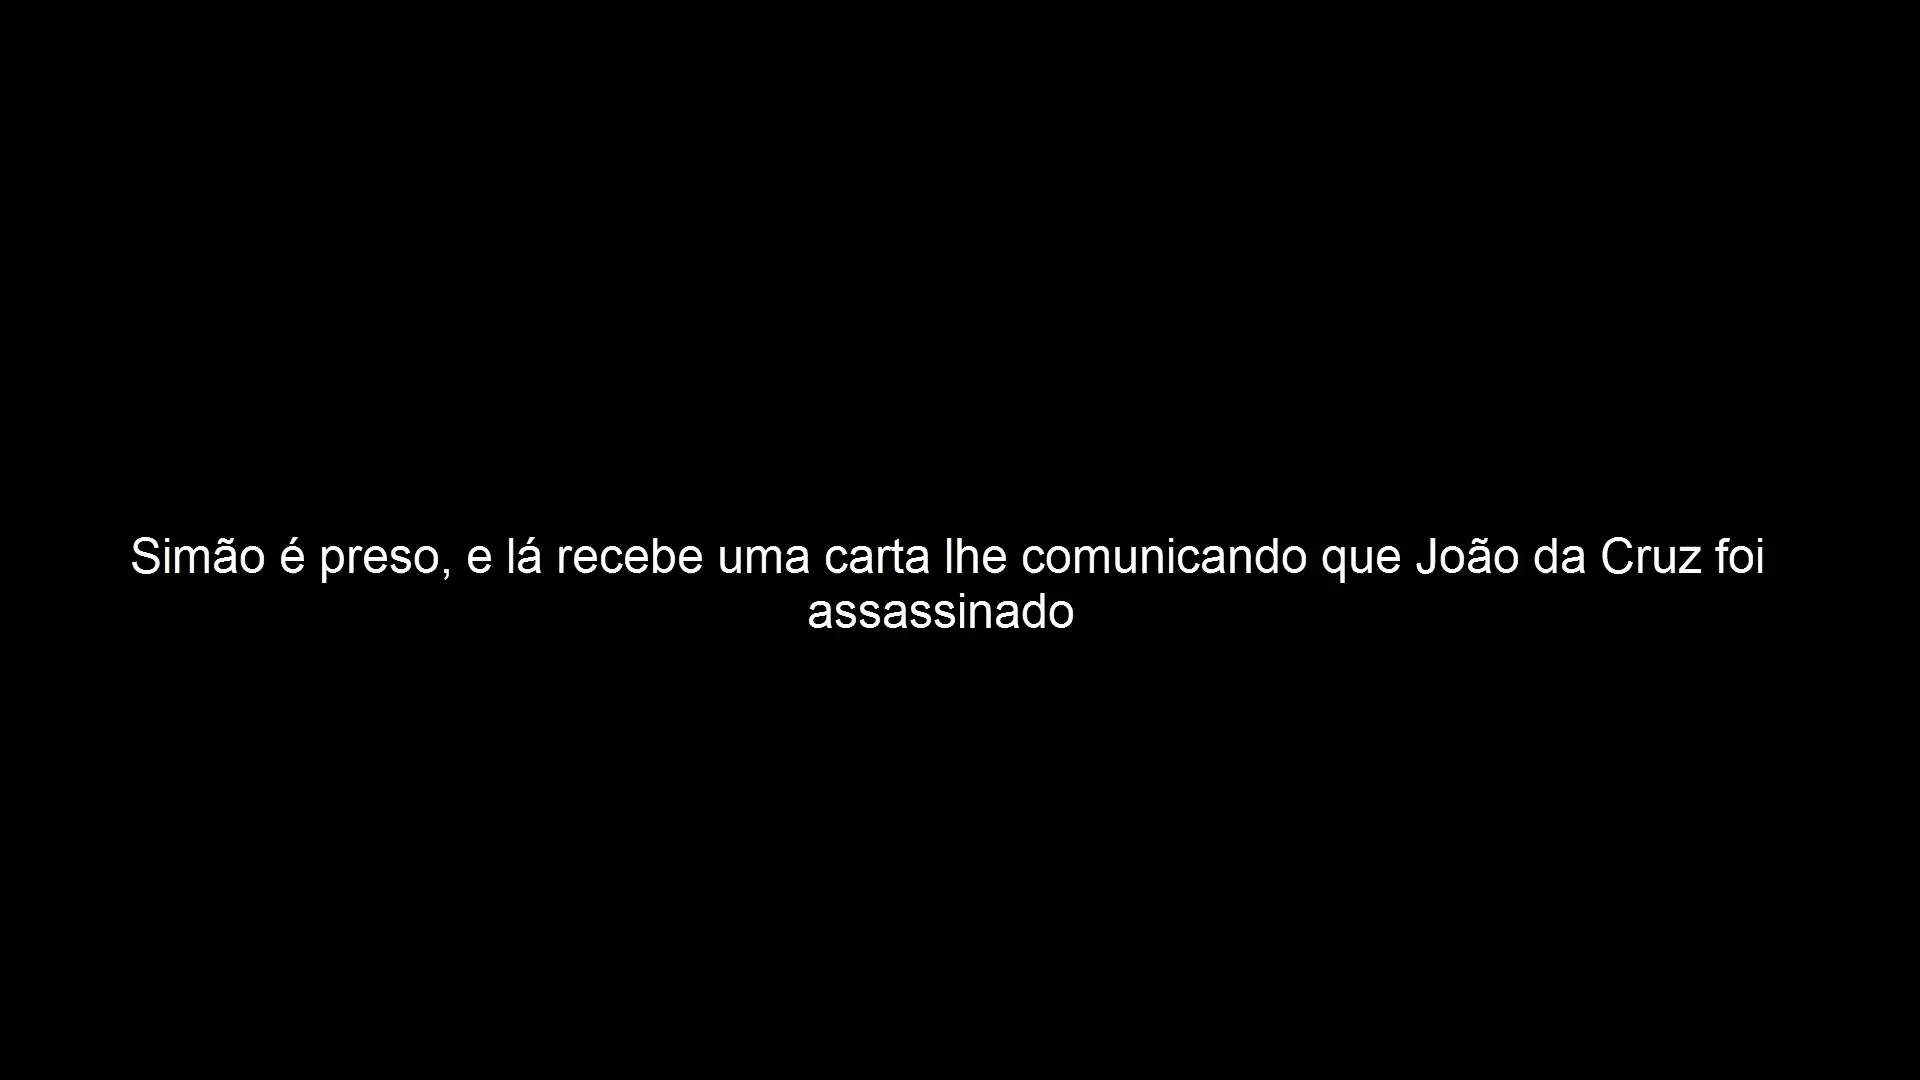 Simão é preso, e lá recebe uma carta lhe comunicando que João da Cruz foi
assassinado